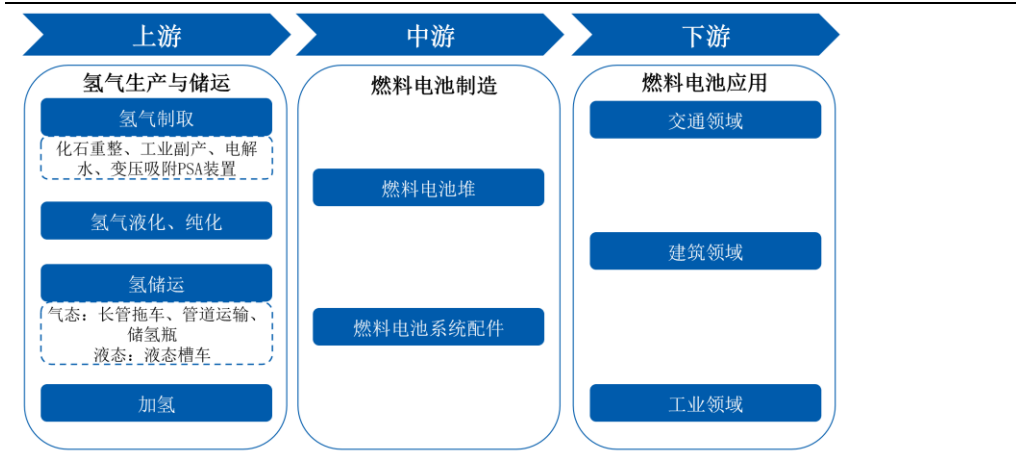 上游
中游
下游
氢气生产与储运
氢气制取
化石重整、工业副产、电解
水、变压吸附PSA装置
氢气液化、纯化
氢储运
气态：长管拖车、管道运输、
储氢瓶
液态：液态槽车
加氢
燃料电池制造
燃料电池堆
燃料电池系统配件
燃料电池应用
交通领域
建筑领域
工业领域